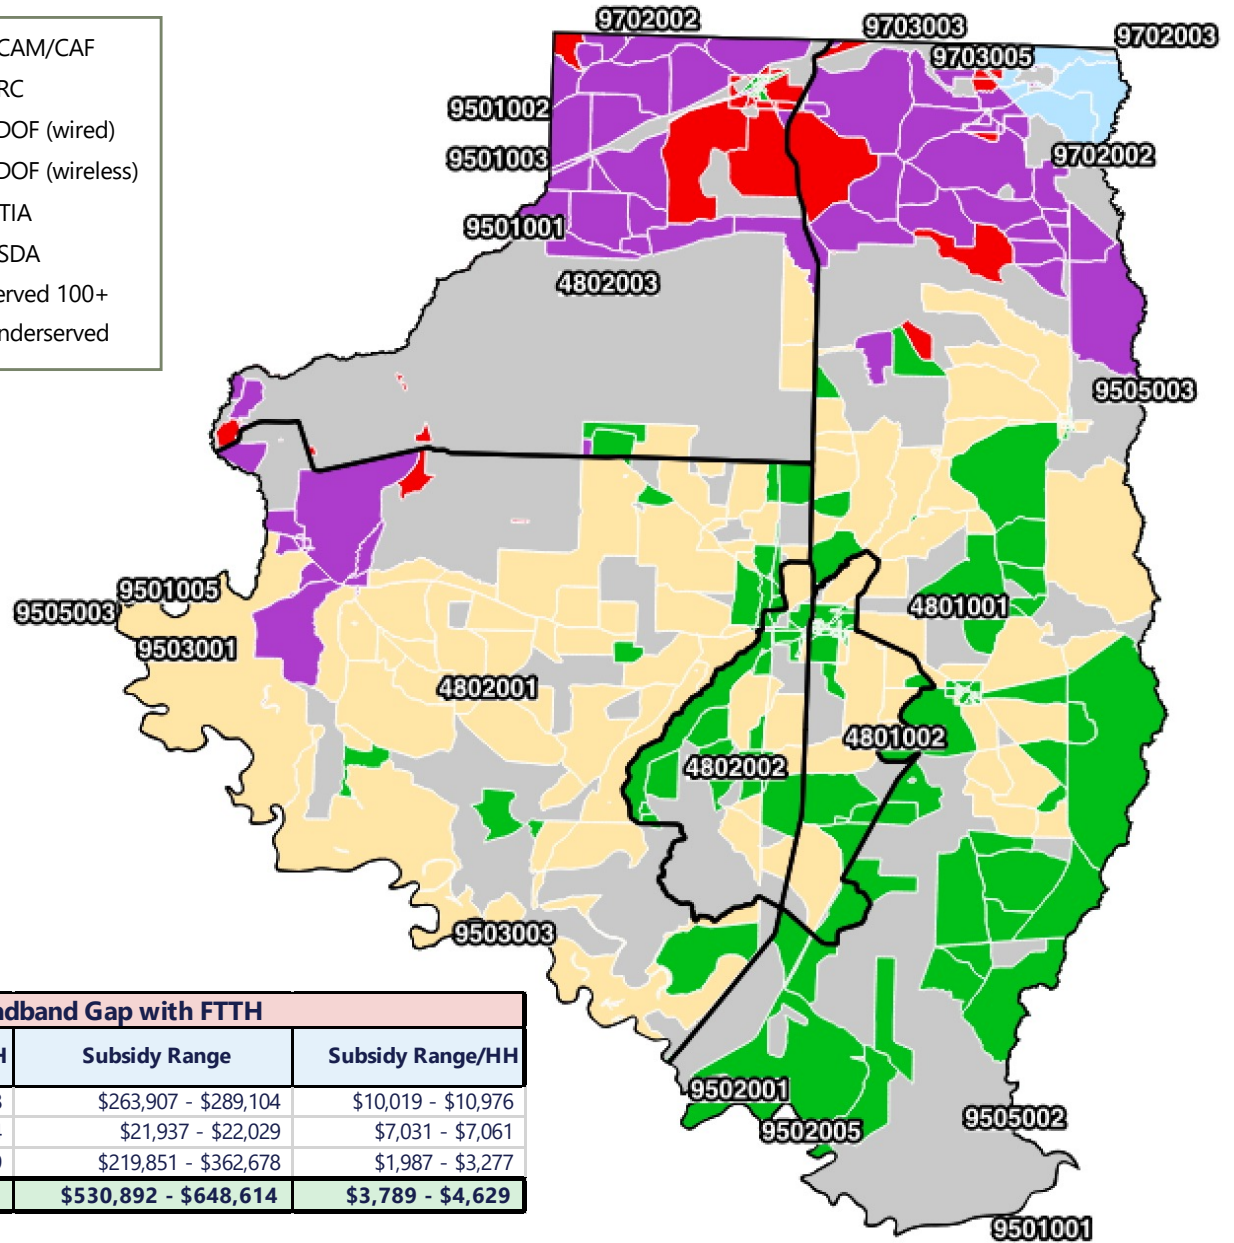 CAM/CAF
RC
DOF (wired)
DOF (wireless)
TIA
SDA
erved 100+
nderserved
9702002
9703003
9702003
9703005
9501002
9501003
9702002
9501001
4802003
9505003
9501005
9505003
4801001
9503001
4802001
4801002
4802002
9503003
9502001
9502005
9505002
9501001
adband Gap with FTTH
H Subsidy Range Subsidy Range/HH
$263,907 - $289,104 $10,019 - $10,976
$21,937 - $22,029 $7,031 - $7,061
$219,851 - $362,678 $1,987 - $3,277
$530,892 - $648,614 $3,789 - $4,629